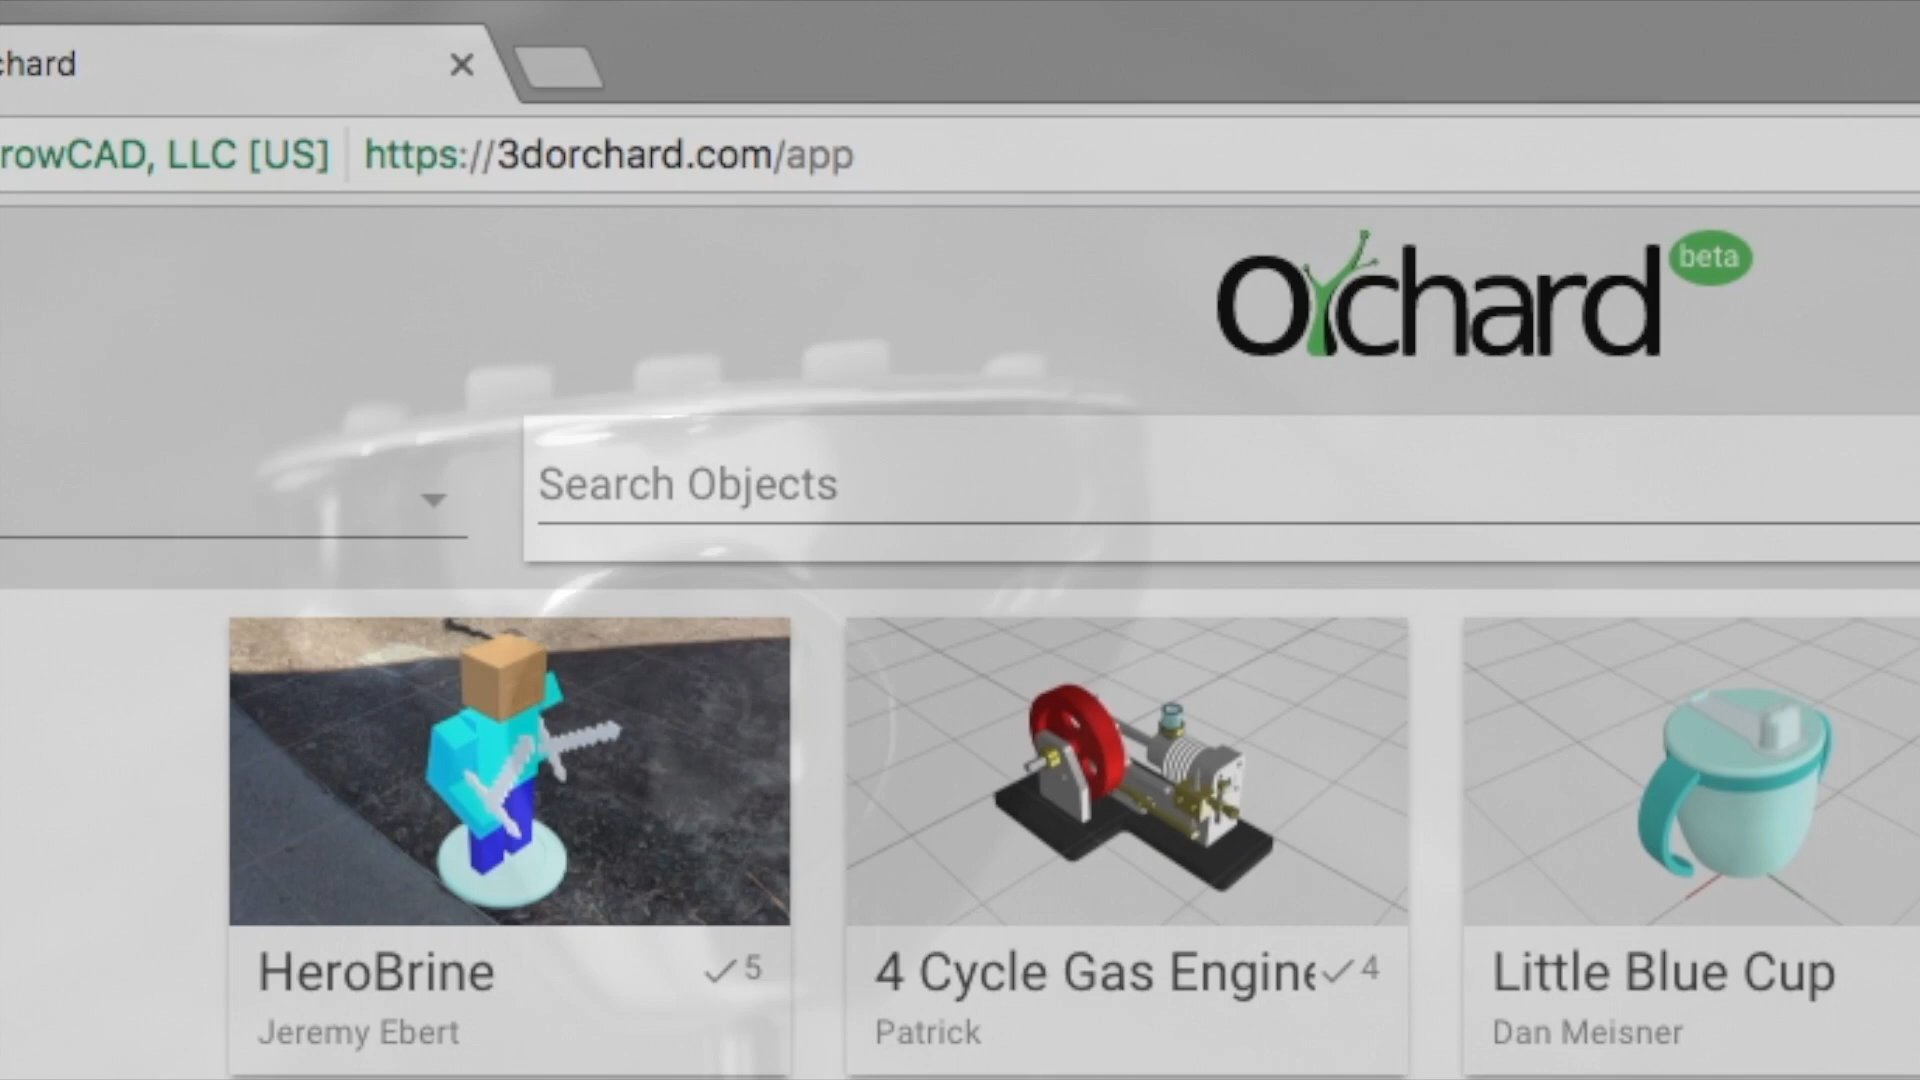 chard
rowCAD, LLC [US] https://3dorchard.com/app
Orchard beta
Search Objects
HeroBrine 5
Jeremy Ebert
4 Cycle Gas Engine 4
Patrick
Little Blue Cup
Dan Meisner